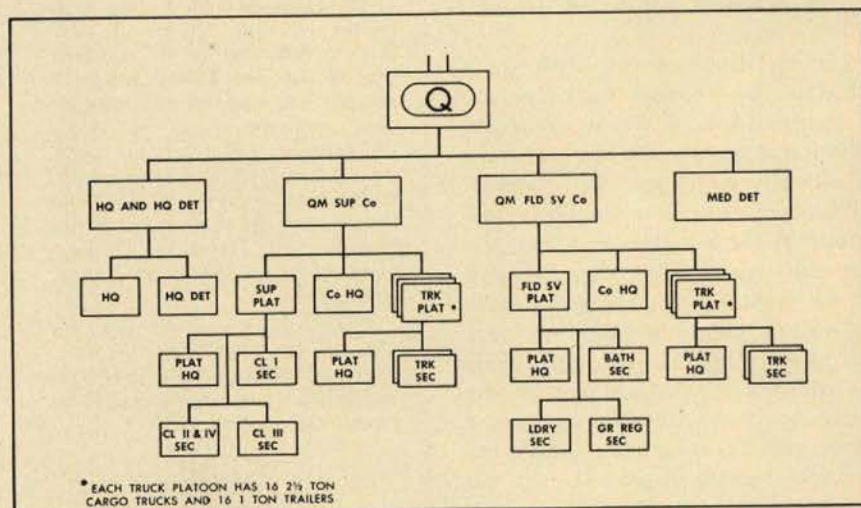 Q
HQ AND HQ DET
QM SUP Co
QM FLD SV Co
MED DET
HQ
HQ DET
SUP
PLAT
Co HQ
TRK
PLAT *
FLD SV
PLAT
Co HQ
TRK
PLAT *
PLAT
HQ
CL I
SEC
PLAT
HQ
TRK
SEC
PLAT
HQ
BATH
SEC
PLAT
HQ
TRK
SEC
CL II & IV
SEC
CL III
SEC
LDRY
SEC
GR REG
SEC
* EACH TRUCK PLATOON HAS 16 2½ TON
CARGO TRUCKS AND 16 1 TON TRAILERS